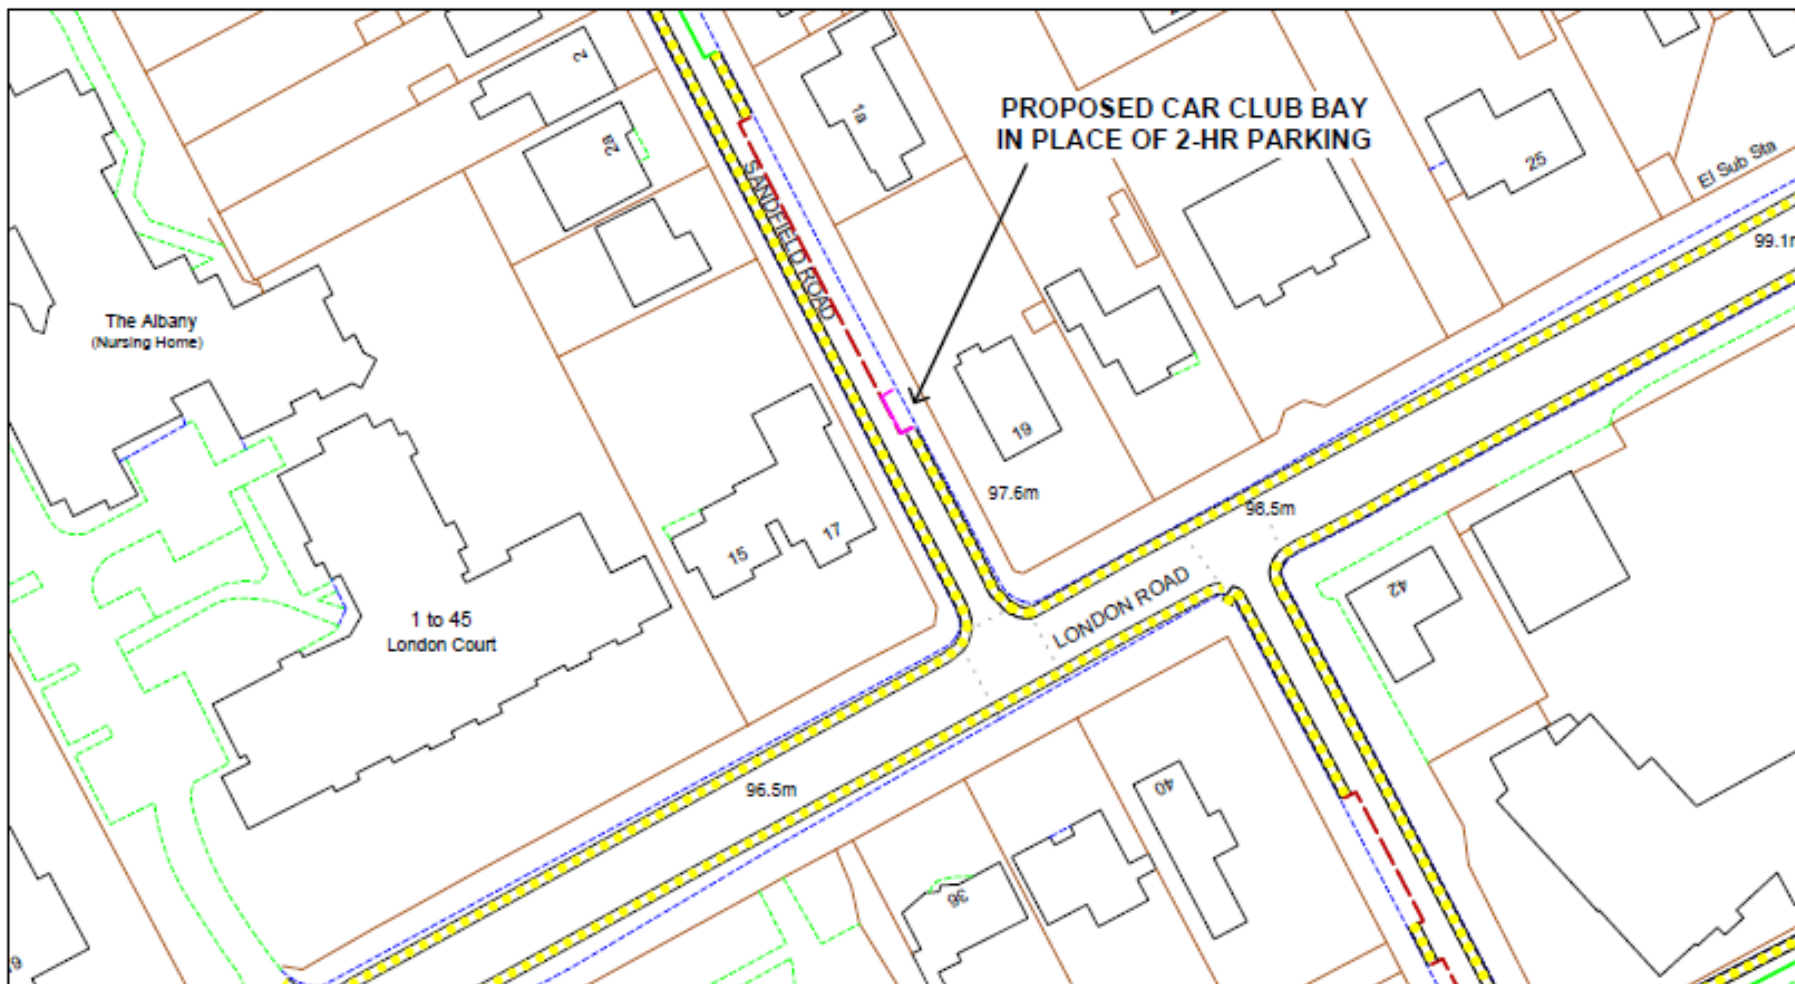 2
2a
1a
PROPOSED CAR CLUB BAY
IN PLACE OF 2-HR PARKING
25
El Sub Sta
99.1m
SANDFIELD ROAD
The Albany
(Nursing Home)
19
97.6m
98.5m
15
17
LONDON ROAD
42
1 to 45
London Court
96.5m
40
36